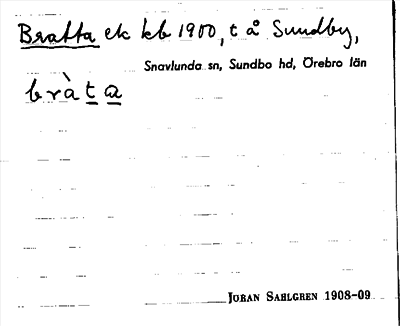 Bratta ek kb 1900, t å Sundby,
Snavlunda sn, Sundbo hd, Örebro län
bràta
JORAN SAHLGREN 1908-09